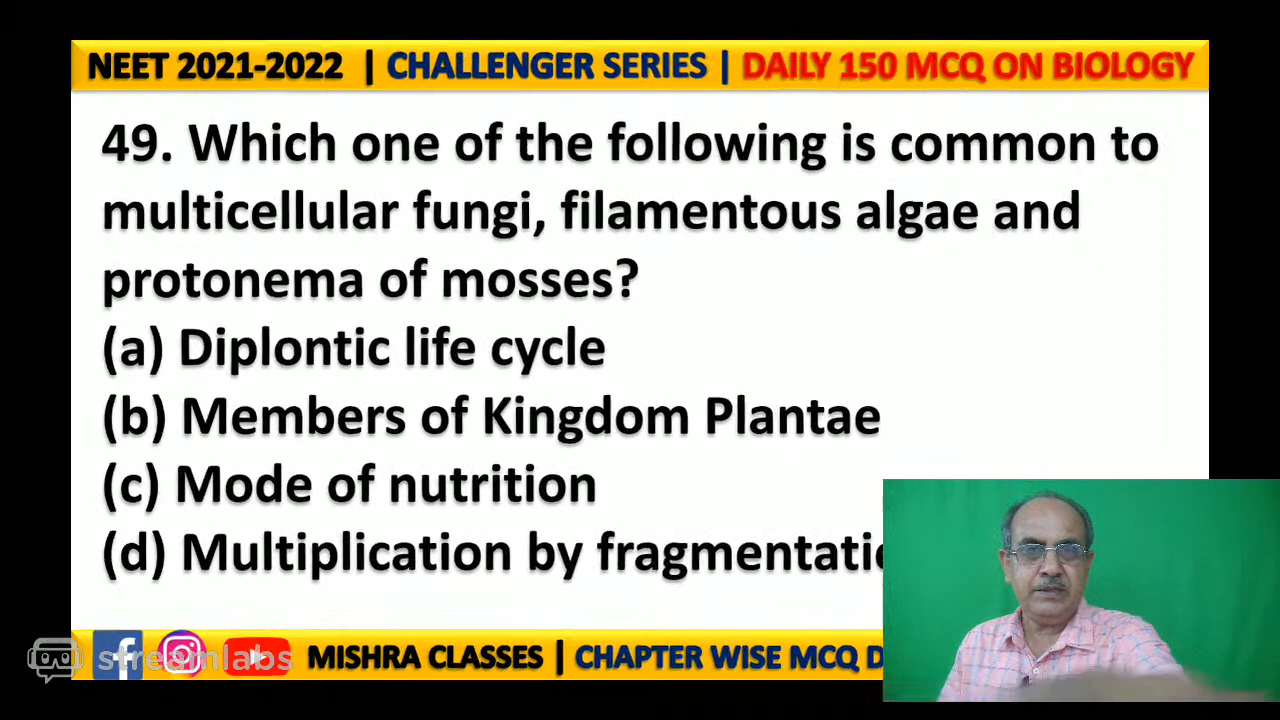 NEET 2021-2022 | CHALLENGER SERIES | DAILY 150 MCQ ON BIOLOGY
49. Which one of the following is common to
multicellular fungi, filamentous algae and
protonema of mosses?
(a) Diplontic life cycle
(b) Members of Kingdom Plantae
(c) Mode of nutrition
(d) Multiplication by
streamlabs
MISHRA CLASSES | CHAPTER WISE MCQ